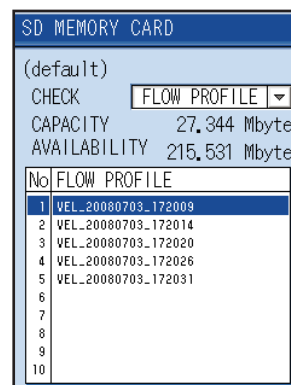 SD MEMORY CARD
(default)
CHECK FLOW PROFILE
CAPACITY 27.344 Mbyte
AVAILABILITY 215.531 Mbyte
No FLOW PROFILE
1 VEL_20080703_172009
2 VEL_20080703_172014
3 VEL_20080703_172020
4 VEL_20080703_172026
5 VEL_20080703_172031
6
7
8
9
10